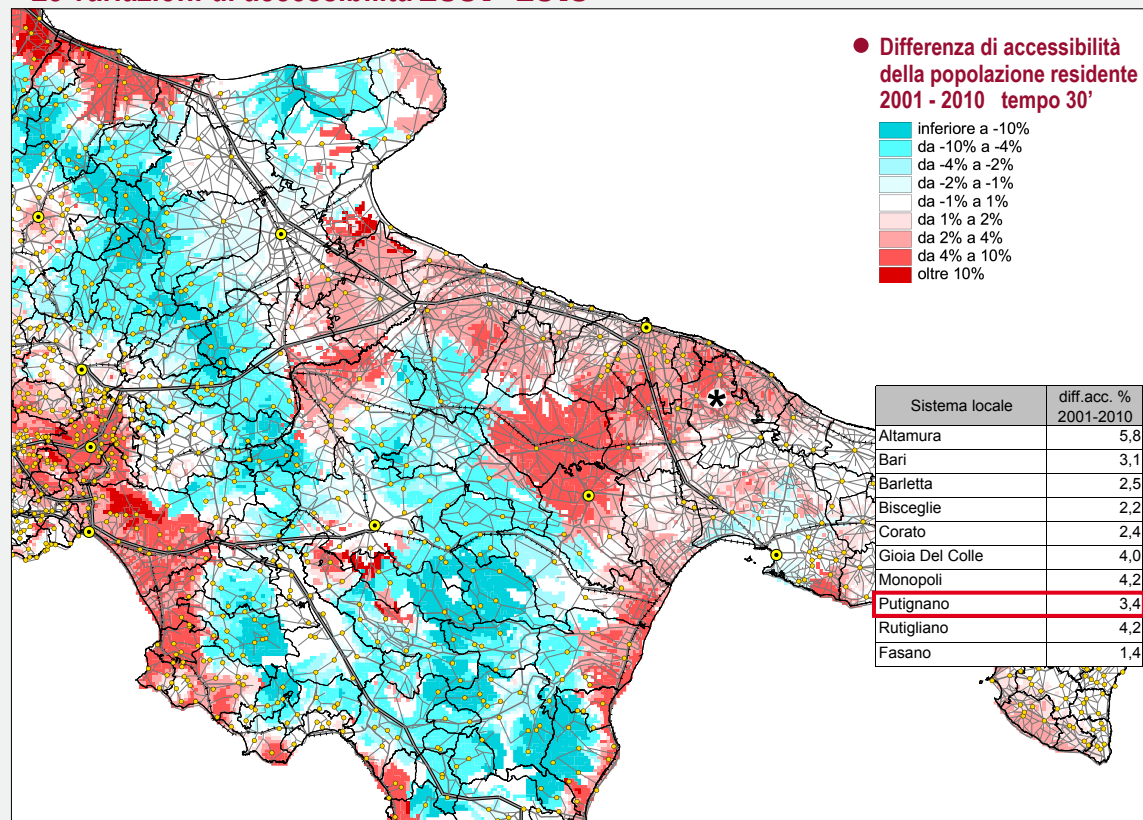 ● Differenza di accessibilità
della popolazione residente
2001 - 2010 tempo 30’
inferiore a -10%
da -10% a -4%
da -4% a -2%
da -2% a -1%
da -1% a 1%
da 1% a 2%
da 2% a 4%
da 4% a 10%
oltre 10%
*
Sistema locale diff.acc. %
2001-2010
Altamura 5,8
Bari 3,1
Barletta 2,5
Bisceglie 2,2
Corato 2,4
Gioia Del Colle 4,0
Monopoli 4,2
Putignano 3,4
Rutigliano 4,2
Fasano 1,4